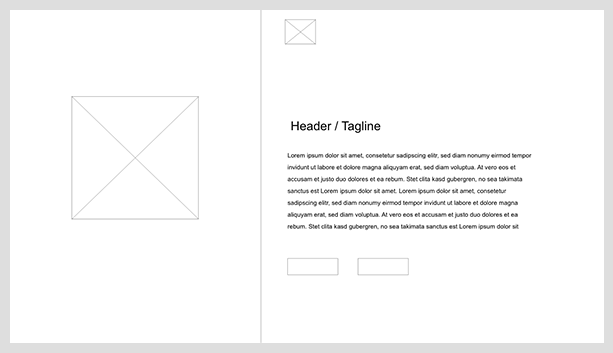 Header / Tagline
Lorem ipsum dolor sit amet, consetetur sadipscing elitr, sed diam nonumy eirmod tempor
invidunt ut labore et dolore magna aliquyam erat, sed diam voluptua. At vero eos et
accusam et justo duo dolores et ea rebum. Stet clita kasd gubergren, no sea takimata
sanctus est Lorem ipsum dolor sit amet. Lorem ipsum dolor sit amet, consetetur
sadipscing elitr, sed diam nonumy eirmod tempor invidunt ut labore et dolore magna
aliquyam erat, sed diam voluptua. At vero eos et accusam et justo duo dolores et ea
rebum. Stet clita kasd gubergren, no sea takimata sanctus est Lorem ipsum dolor sit